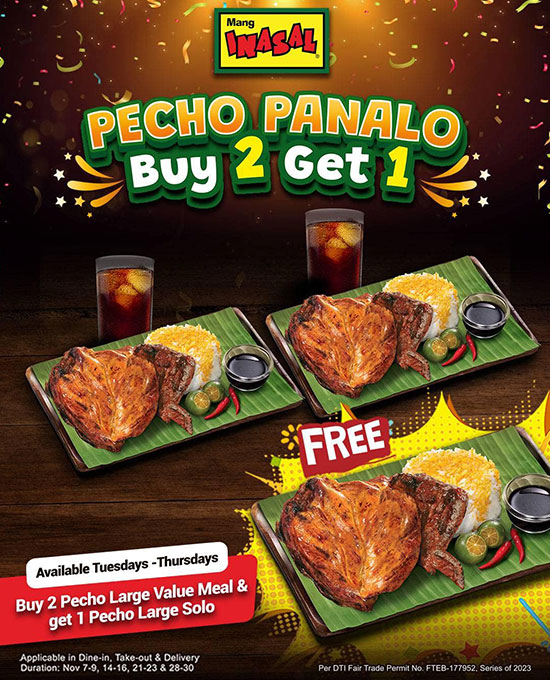 Mang
INASAL
PECHO PANALO
Buy 2 Get 1
FREE
Available Tuesdays -Thursdays
Buy 2 Pecho Large Value Meal &
get 1 Pecho Large Solo
Applicable in Dine-in, Take-out & Delivery
Duration: Nov 7-9, 14-16, 21-23 & 28-30
Per DTI Fair Trade Permit No. FTEB-177952, Series of 2023